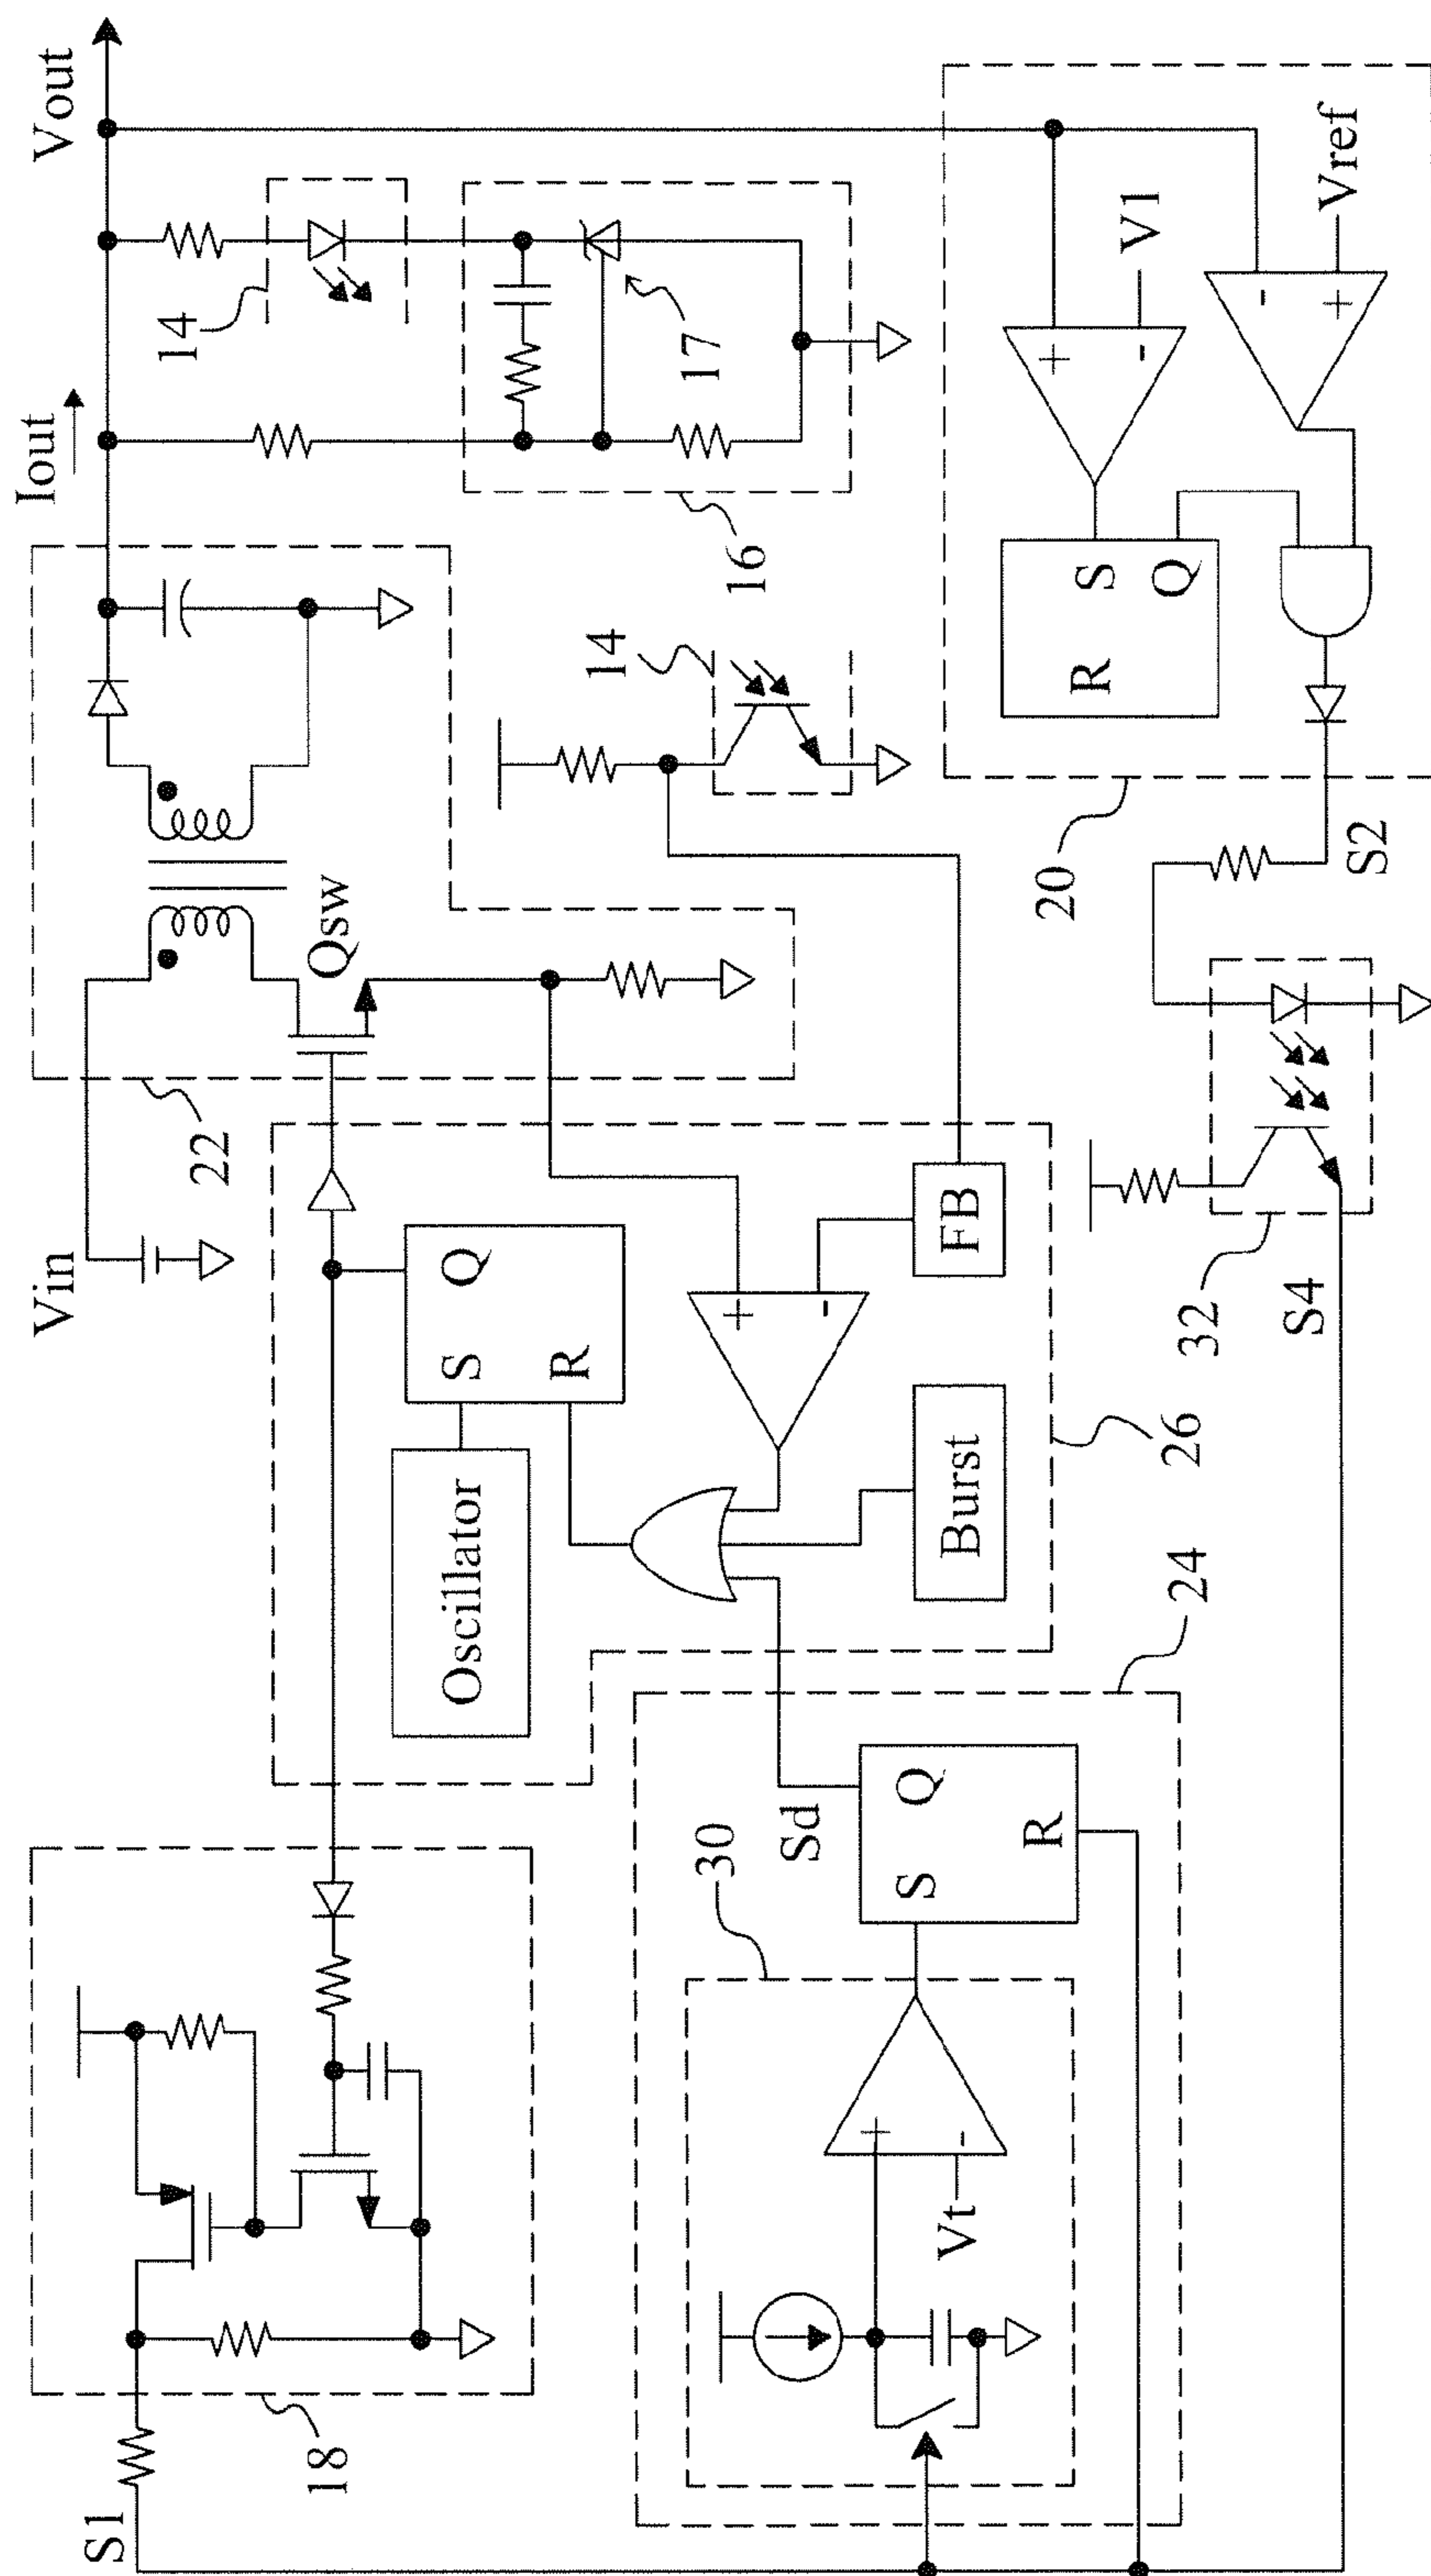 Vin
Iout
Vout
S1
18
22
Qsw
14
14
16
17
Oscillator
S
Q
R
+
-
FB
Burst
26
Sd
30
S
Q
R
+
-
Vt
24
20
R
S
Q
+
-
V1
-
+
Vref
S2
32
S4